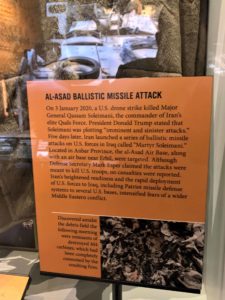 AL-ASAD BALLISTIC MISSILE ATTACK
On 3 January 2020, a U.S. drone strike killed Major
General Qassam Soleimani, the commander of Iran's
elite Quds Force. President Donald Trump stated that
Soleimani was plotting "imminent and sinister attacks."
Five days later, Iran launched a series of ballistic missile
attacks on U.S. forces in Iraq called "Martyr Soleimani."
Located in Anbar Province, the al-Asad Air Base, along
with an air base near Erbil, were targeted. Although
Defense Secretary Mark Esper claimed the attacks were
meant to kill U.S. troops, no casualties were reported.
Iran's heightened readiness and the rapid deployment
of U.S. forces to Iraq, including Patriot missile defense
systems to several U.S. bases, intensified fears of a wider
Middle Eastern conflict.
Discovered amidst
the debris field the
following morning
were remnants of
destroyed M4
carbines, which had
been completely
consumed by the
resulting fires.